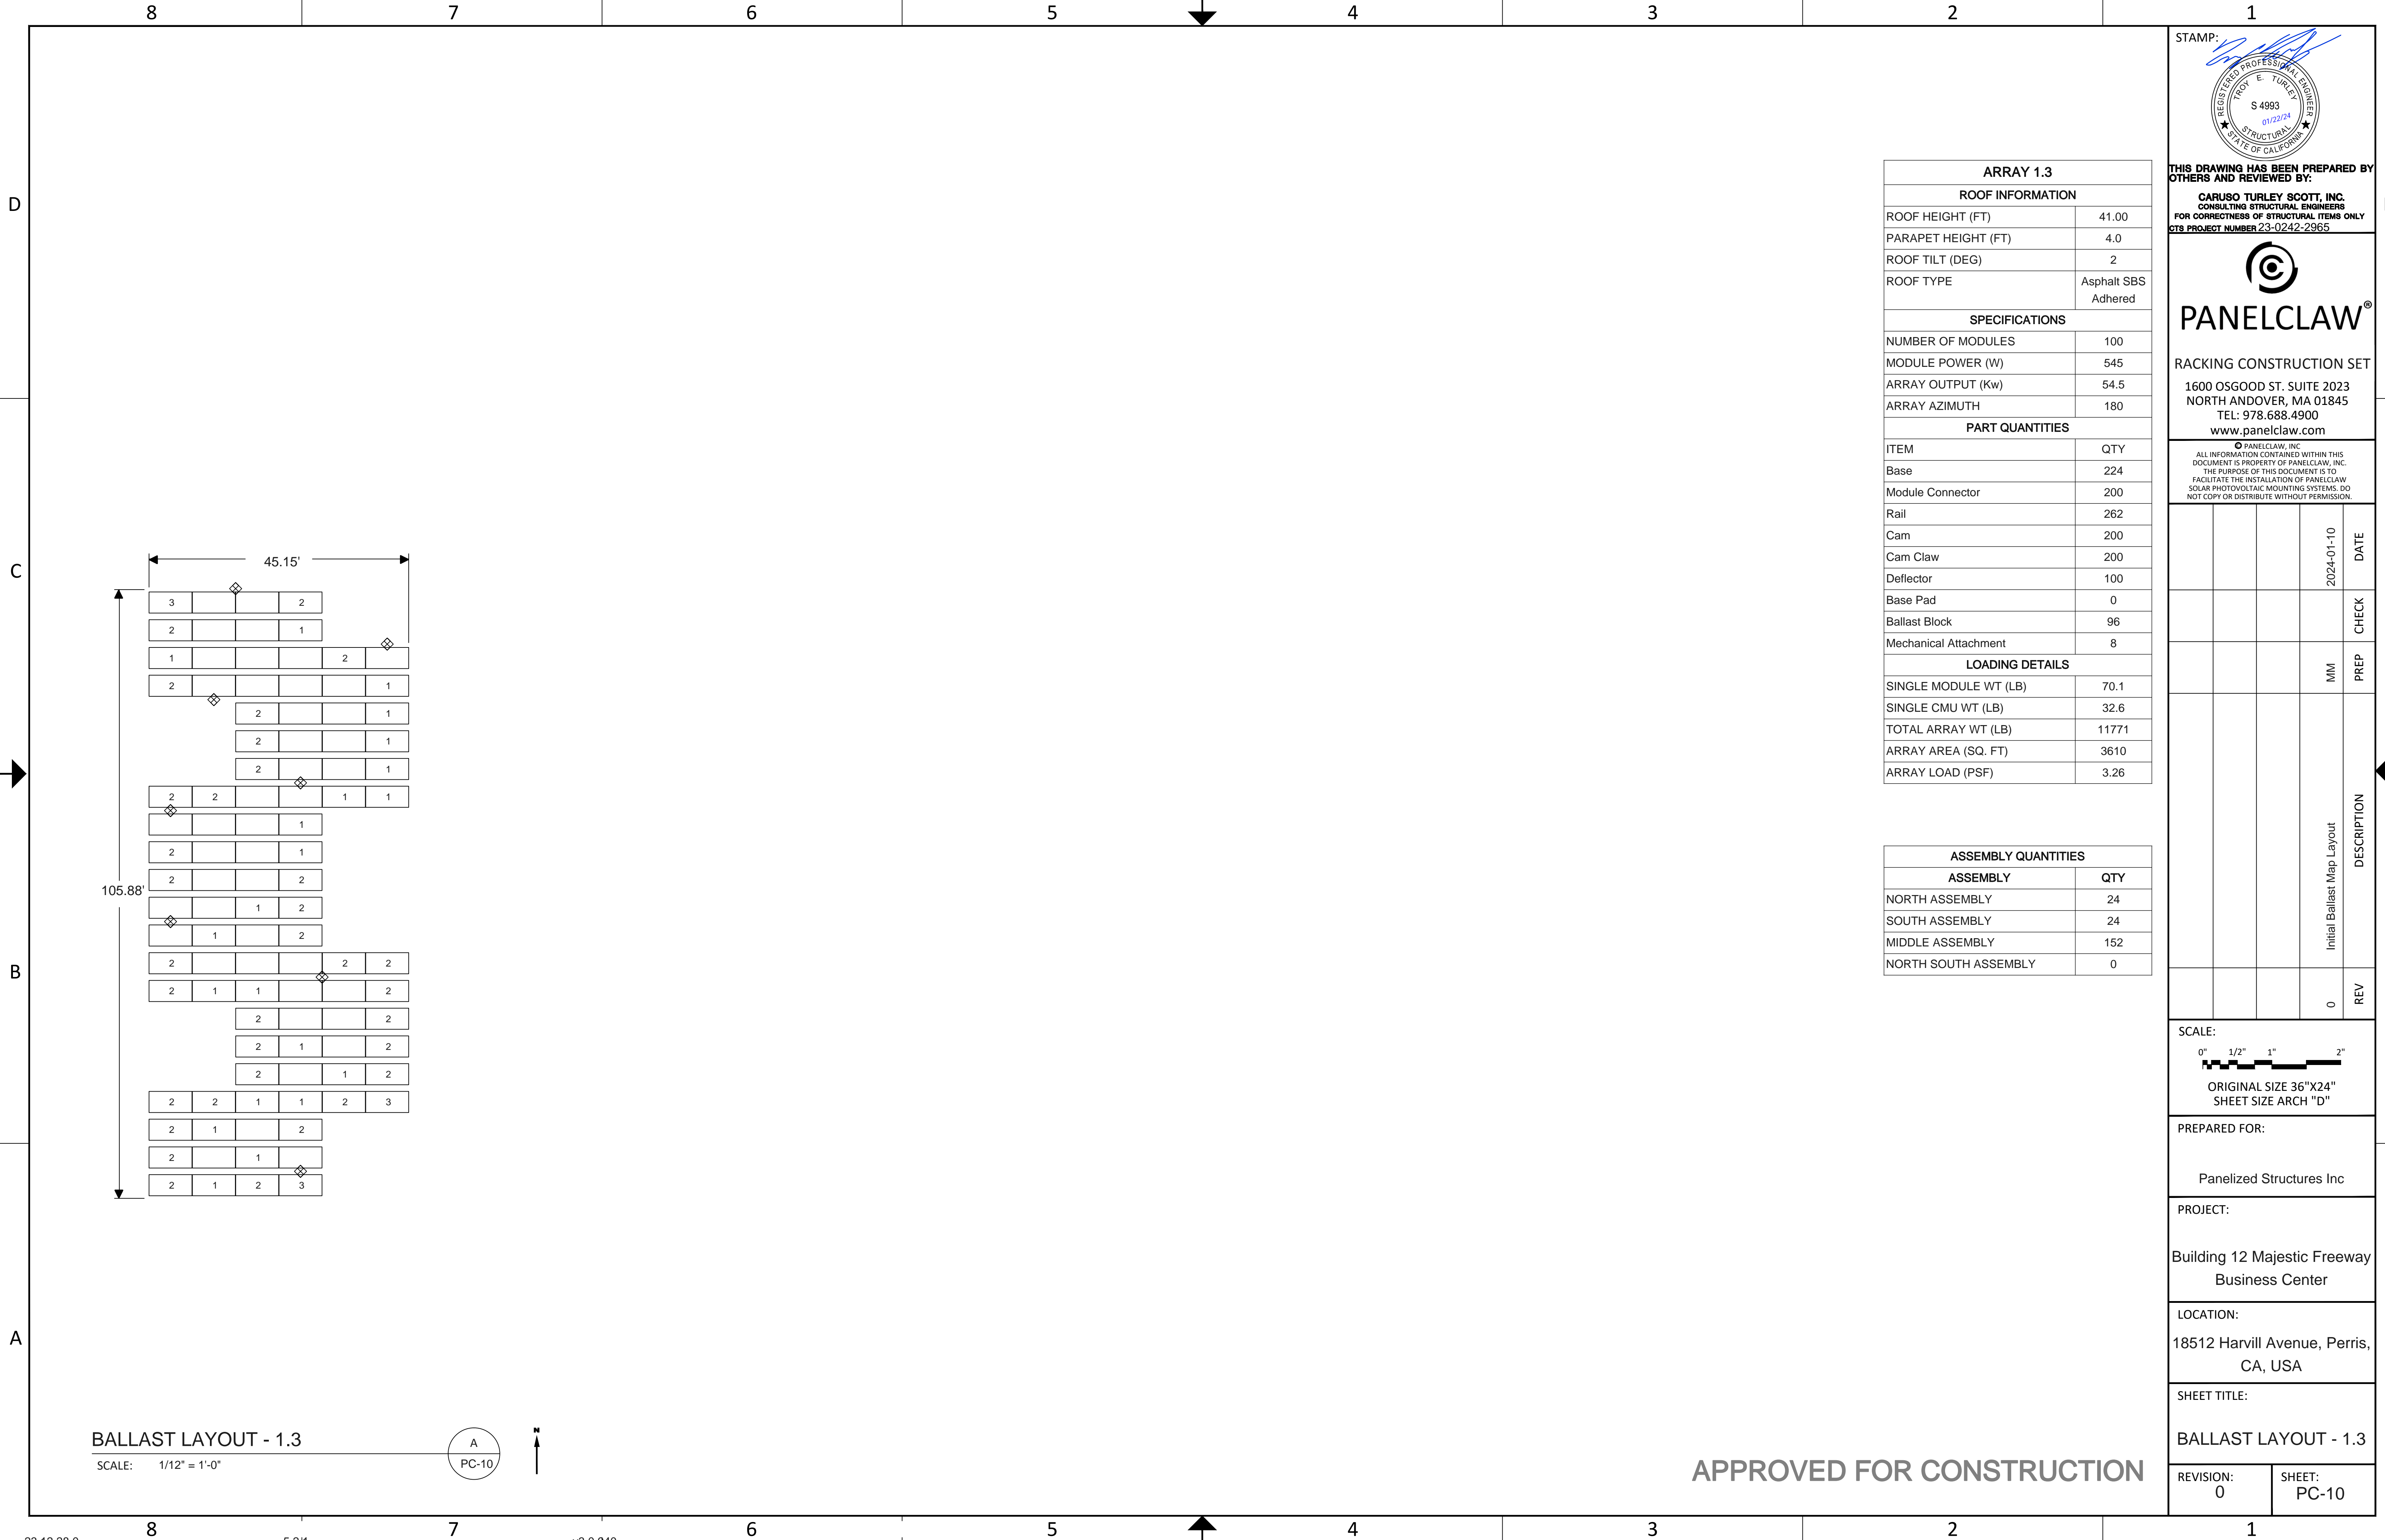 8 7 6 5 4 3 2 1
D
C
B
A
45.15'
105.88'
3 2
2 1
1 2
2 1
2 1
2 1
2 1
2 2 1 1
1
2 1
2 2
1 2
1 2
2 2 2
2 1 1 2
2 2
2 1 2
2 1 2
2 2 1 1 2 3
2 1 2
2 1
2 1 2 3
BALLAST LAYOUT - 1.3
SCALE: 1/12" = 1'-0"
A
PC-10
N
ARRAY 1.3
ROOF INFORMATION
ROOF HEIGHT (FT) 41.00
PARAPET HEIGHT (FT) 4.0
ROOF TILT (DEG) 2
ROOF TYPE Asphalt SBS
Adhered
SPECIFICATIONS
NUMBER OF MODULES 100
MODULE POWER (W) 545
ARRAY OUTPUT (Kw) 54.5
ARRAY AZIMUTH 180
PART QUANTITIES
ITEM QTY
Base 224
Module Connector 200
Rail 262
Cam 200
Cam Claw 200
Deflector 100
Base Pad 0
Ballast Block 96
Mechanical Attachment 8
LOADING DETAILS
SINGLE MODULE WT (LB) 70.1
SINGLE CMU WT (LB) 32.6
TOTAL ARRAY WT (LB) 11771
ARRAY AREA (SQ. FT) 3610
ARRAY LOAD (PSF) 3.26
ASSEMBLY QUANTITIES
ASSEMBLY QTY
NORTH ASSEMBLY 24
SOUTH ASSEMBLY 24
MIDDLE ASSEMBLY 152
NORTH SOUTH ASSEMBLY 0
APPROVED FOR CONSTRUCTION
STAMP:
REGISTERED PROFESSIONAL ENGINEER
TROY E. TURLEY
S 4993
01/22/24
STRUCTURAL
STATE OF CALIFORNIA
THIS DRAWING HAS BEEN PREPARED BY
OTHERS AND REVIEWED BY:
CARUSO TURLEY SCOTT, INC.
CONSULTING STRUCTURAL ENGINEERS
FOR CORRECTNESS OF STRUCTURAL ITEMS ONLY
CTS PROJECT NUMBER 23-0242-2965
PANELCLAW®
RACKING CONSTRUCTION SET
1600 OSGOOD ST. SUITE 2023
NORTH ANDOVER, MA 01845
TEL: 978.688.4900
www.panelclaw.com
© PANELCLAW, INC
ALL INFORMATION CONTAINED WITHIN THIS
DOCUMENT IS PROPERTY OF PANELCLAW, INC.
THE PURPOSE OF THIS DOCUMENT IS TO
FACILITATE THE INSTALLATION OF PANELCLAW
SOLAR PHOTOVOLTAIC MOUNTING SYSTEMS. DO
NOT COPY OR DISTRIBUTE WITHOUT PERMISSION.
REV DESCRIPTION PREP CHECK DATE
0 Initial Ballast Map Layout MM 2024-01-10
SCALE:
0" 1/2" 1" 2"
ORIGINAL SIZE 36"X24"
SHEET SIZE ARCH "D"
PREPARED FOR:
Panelized Structures Inc
PROJECT:
Building 12 Majestic Freeway
Business Center
LOCATION:
18512 Harvill Avenue, Perris,
CA, USA
SHEET TITLE:
BALLAST LAYOUT - 1.3
REVISION:
0
SHEET:
PC-10
8 7 6 5 4 3 2 1